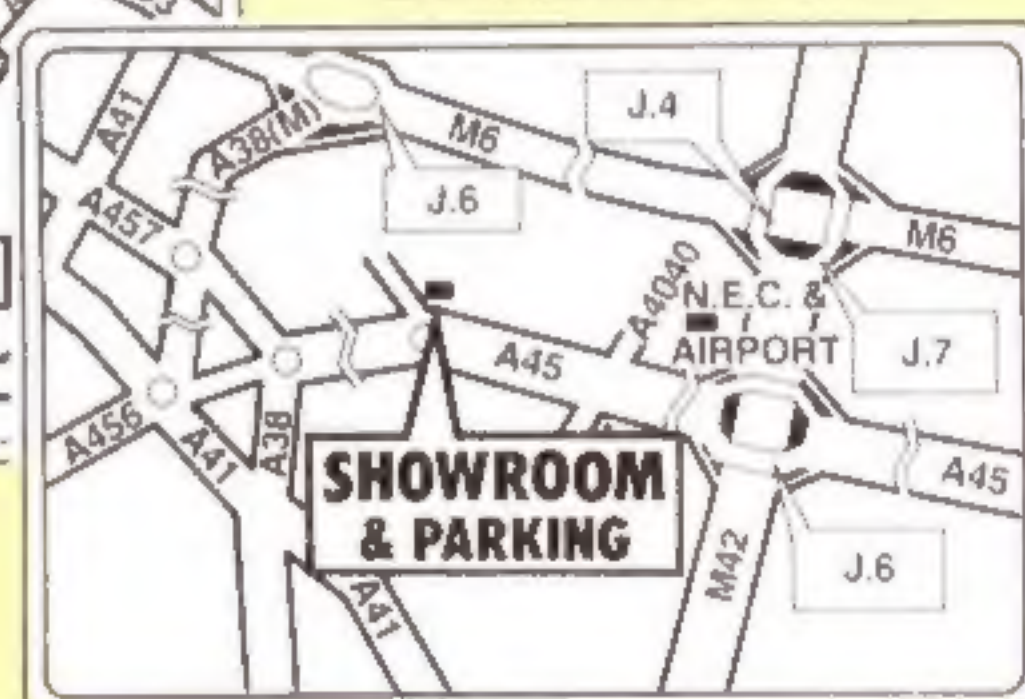 A41
A38(M)
M6
J.4
J.6
A457
M6
A4040
N.E.C. &
AIRPORT
J.7
A45
A456
A41
A38
SHOWROOM
& PARKING
A45
M42
J.6
A41